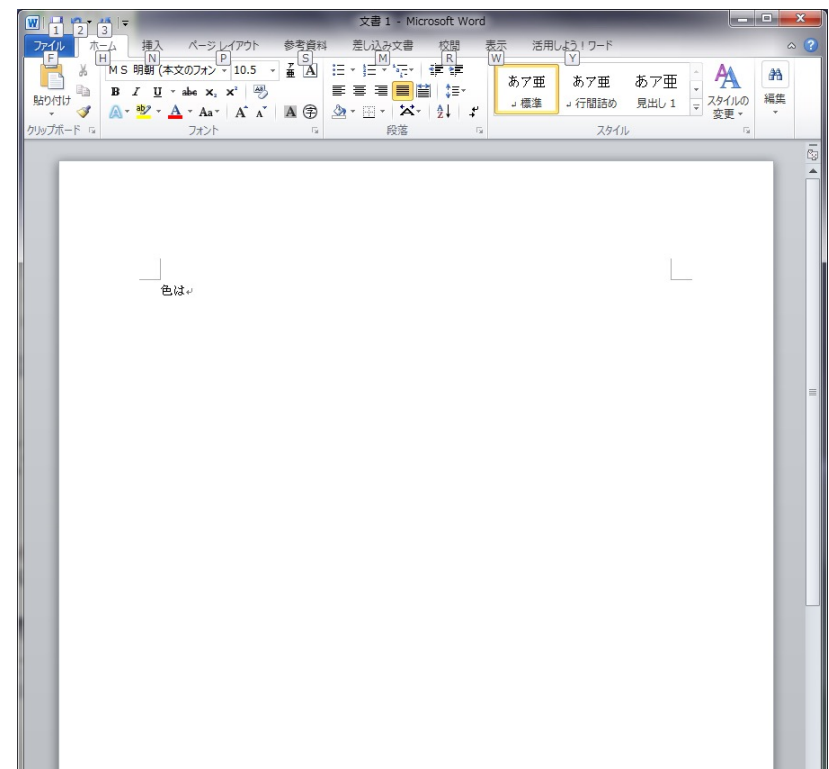 文書 1 - Microsoft Word
1 2 3
ファイル ホーム 挿入 ページ レイアウト 参考資料 差し込み文書 校閲 表示 活用しよう！ワード
F H N P S M R W Y
貼り付け
ＭＳ 明朝 (本文のフォン 10.5
B I U abc x₂ x²
A ab A Aa A A A 字
あア亜 あア亜 あア亜
標準 行間詰め 見出し 1
スタイルの
変更
編集
クリップボード フォント 段落 スタイル
色は